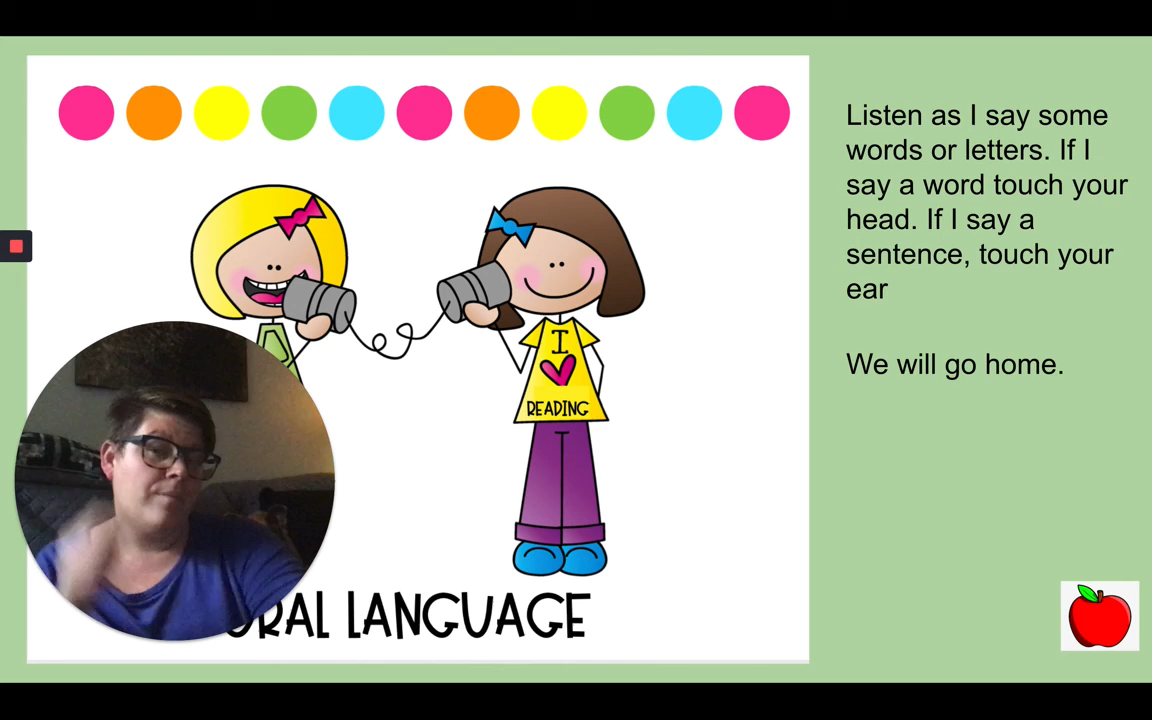 Listen as I say some
words or letters. If I
say a word touch your
head. If I say a
sentence, touch your
ear
We will go home.
I
READING
ORAL LANGUAGE